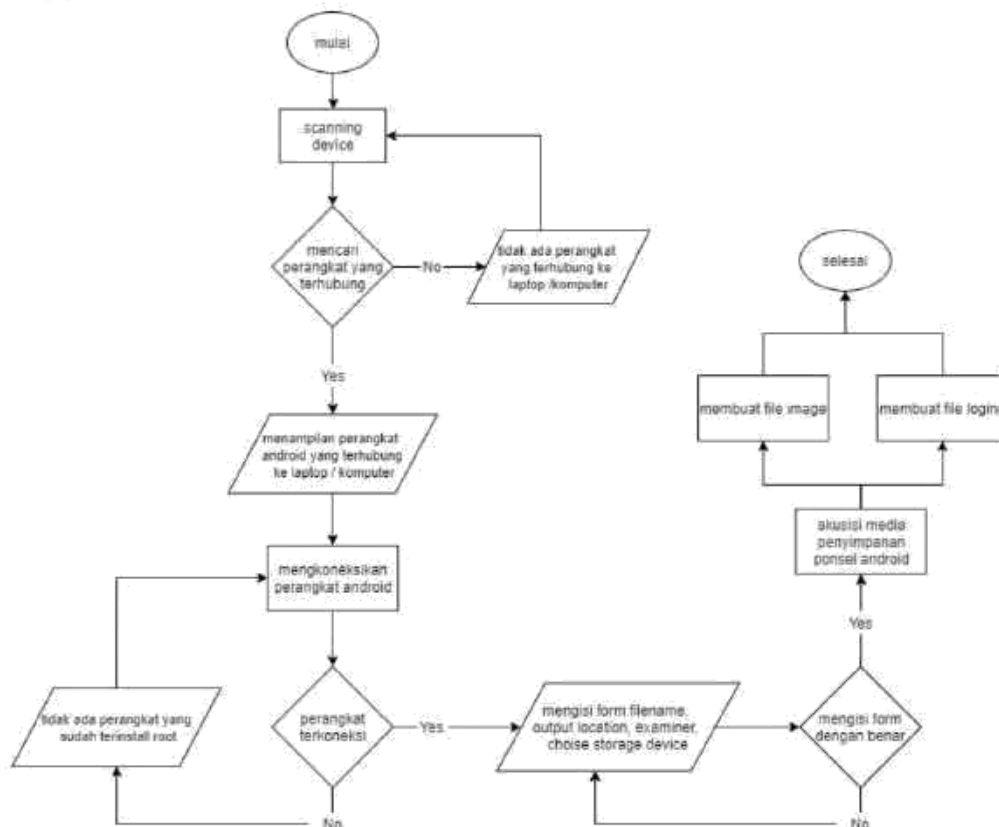 mulai
scanning
device
mencari
perangkat yang
terhubung
No
tidak ada perangkat
yang terhubung ke
laptop /komputer
Yes
menampilan perangkat
android yang terhubung
ke laptop / komputer
mengkoneksikan
perangkat android
perangkat
terkoneksi
No
tidak ada perangkat yang
sudah terinstall root
Yes
mengisi form filename,
output location, examiner,
choise storage device
mengisi form
dengan benar
No
Yes
akusisi media
penyimpanan
ponsel android
membuat file image
membuat file loging
selesai